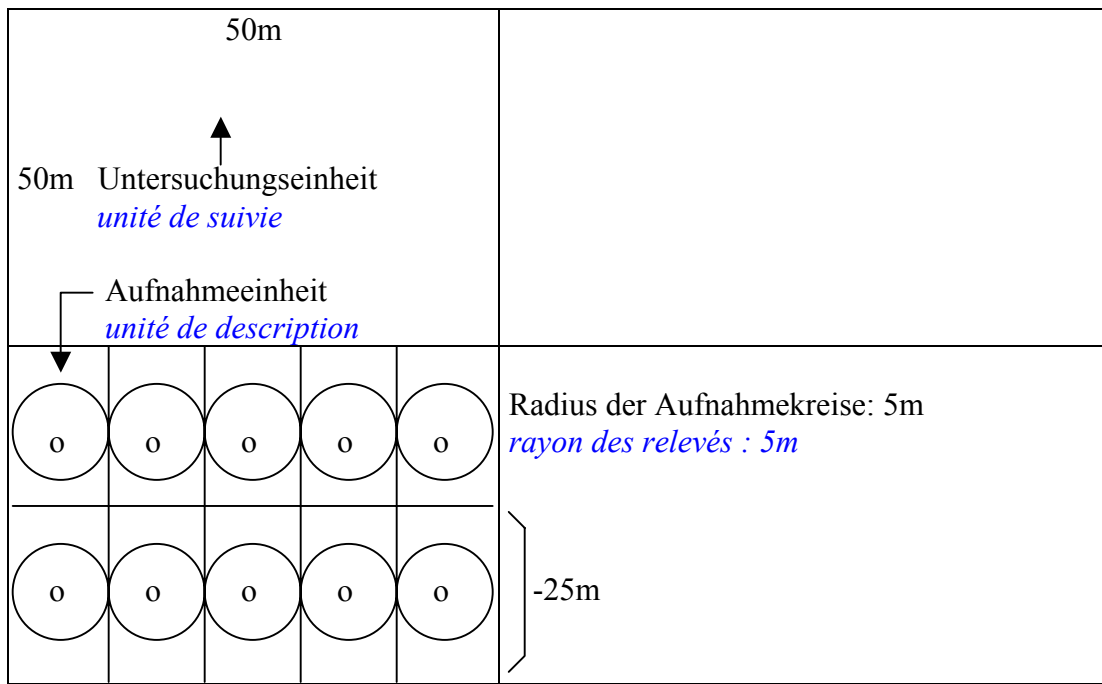 50m
50m Untersuchungseinheit
unité de suivie
Aufnahmeeinheit
unité de description
Radius der Aufnahmekreise: 5m
rayon des relevés : 5m
o o o o o
-25m
o o o o o